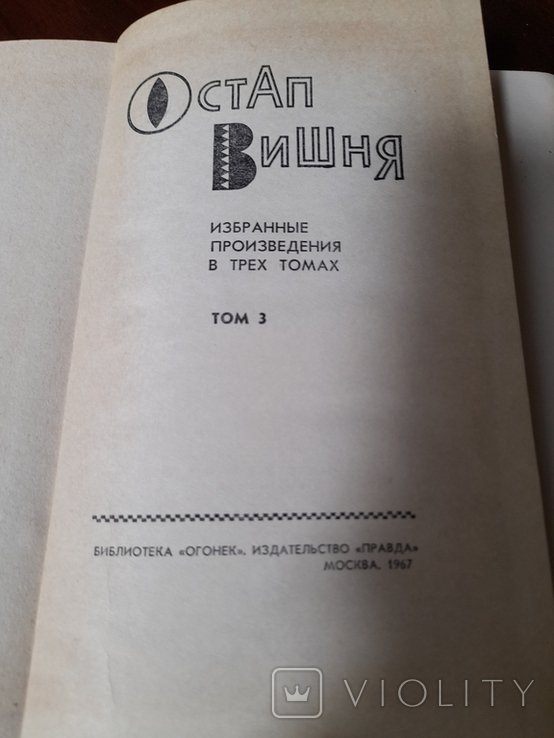 Остап
Вишня
ИЗБРАННЫЕ
ПРОИЗВЕДЕНИЯ
В ТРЕХ ТОМАХ
ТОМ 3
БИБЛИОТЕКА «ОГОНЕК». ИЗДАТЕЛЬСТВО «ПРАВДА»
МОСКВА. 1967
VIOLITY